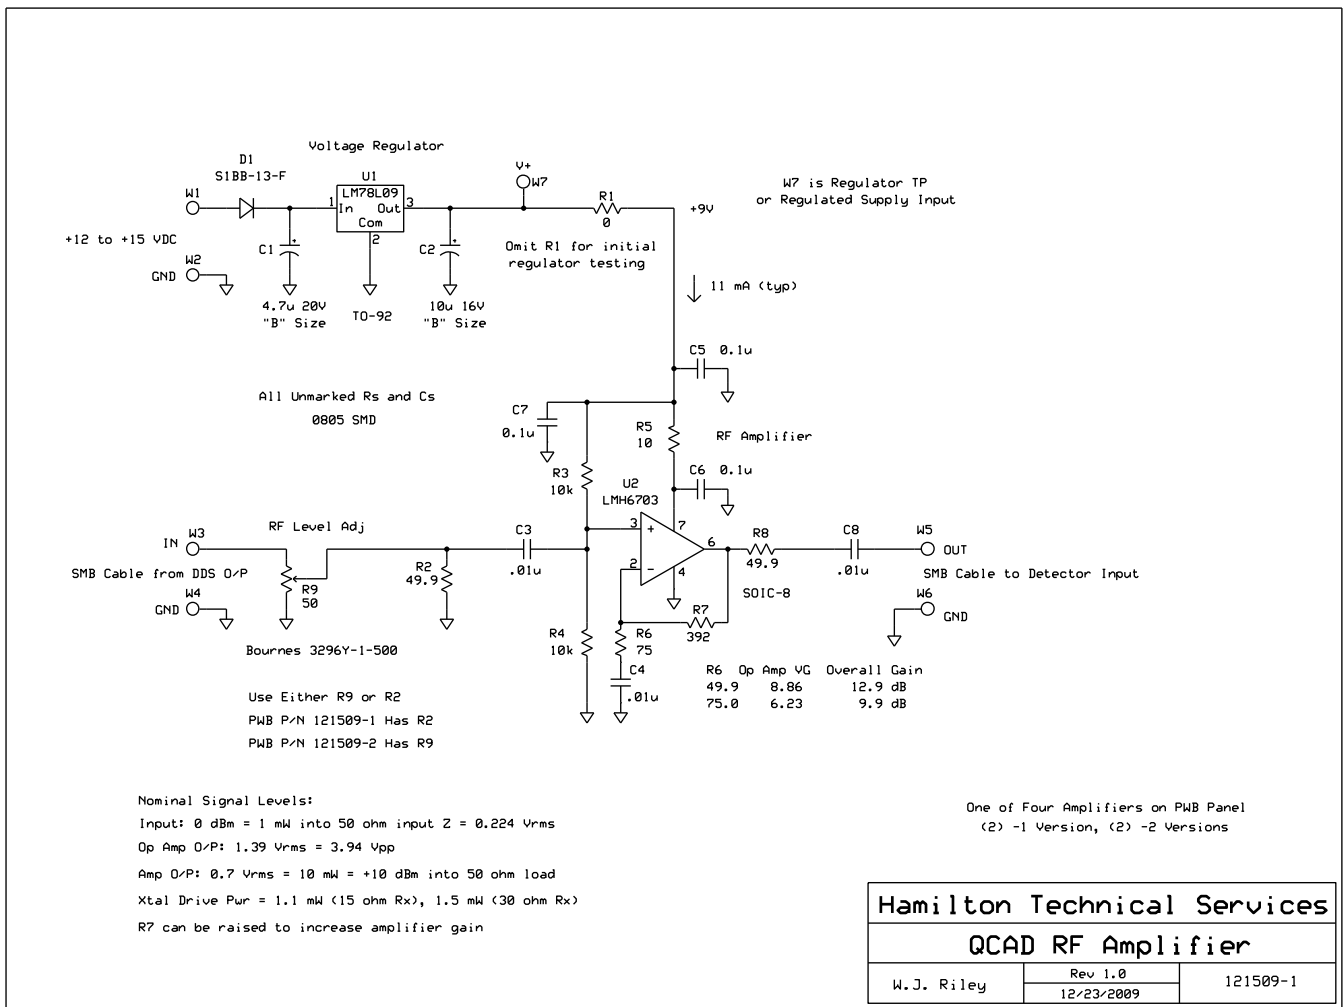 Voltage Regulator
D1
S1BB-13-F
W1
U1
LM78L09
1
In
Out
3
Com
2
V+
W7
R1
0
+9V
W7 is Regulator TP
or Regulated Supply Input
+12 to +15 VDC
W2
GND
C1
+
4.7u 20V
"B" Size
TO-92
C2
+
10u 16V
"B" Size
Omit R1 for initial
regulator testing
11 mA (typ)
C5 0.1u
All Unmarked Rs and Cs
0805 SMD
C7
0.1u
R5
10
RF Amplifier
R3
10k
C6 0.1u
U2
LMH6703
W3
IN
RF Level Adj
SMB Cable from DDS O/P
W4
GND
R9
50
Bournes 3296Y-1-500
R2
49.9
C3
.01u
3
+
2
-
7
6
4
R8
49.9
C8
.01u
W5
OUT
SMB Cable to Detector Input
W6
GND
SOIC-8
R7
392
R4
10k
R6
75
C4
.01u
R6 Op Amp VG Overall Gain
49.9 8.86 12.9 dB
75.0 6.23 9.9 dB
Use Either R9 or R2
PWB P/N 121509-1 Has R2
PWB P/N 121509-2 Has R9
Nominal Signal Levels:
Input: 0 dBm = 1 mW into 50 ohm input Z = 0.224 Vrms
Op Amp O/P: 1.39 Vrms = 3.94 Vpp
Amp O/P: 0.7 Vrms = 10 mW = +10 dBm into 50 ohm load
Xtal Drive Pwr = 1.1 mW (15 ohm Rx), 1.5 mW (30 ohm Rx)
R7 can be raised to increase amplifier gain
One of Four Amplifiers on PWB Panel
(2) -1 Version, (2) -2 Versions
Hamilton Technical Services
QCAD RF Amplifier
W.J. Riley
Rev 1.0
12/23/2009
121509-1